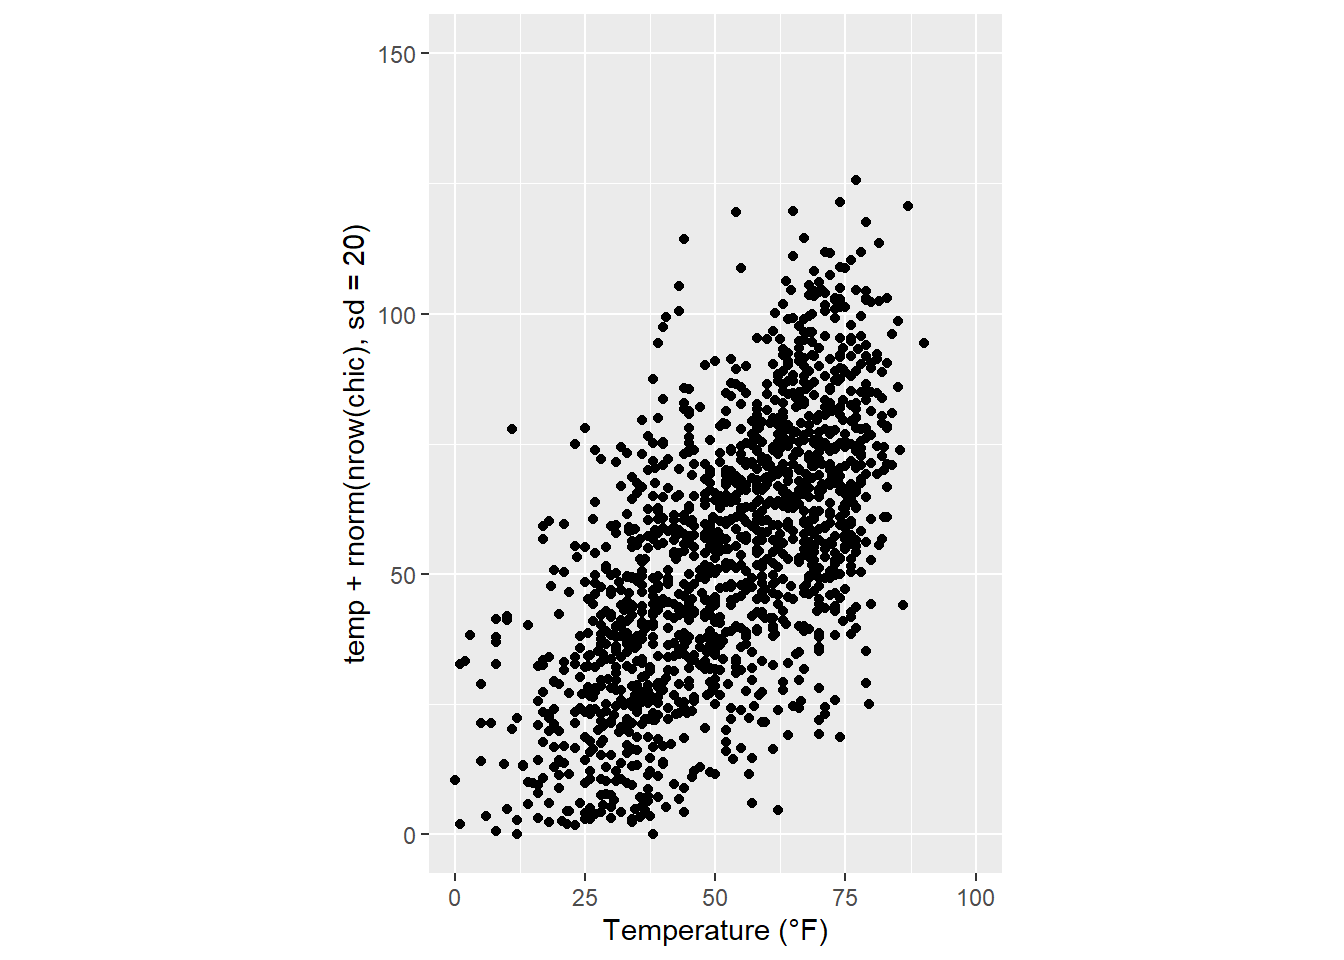 150
100
50
0
temp + rnorm(nrow(chic), sd = 20)
0 25 50 75 100
Temperature (°F)